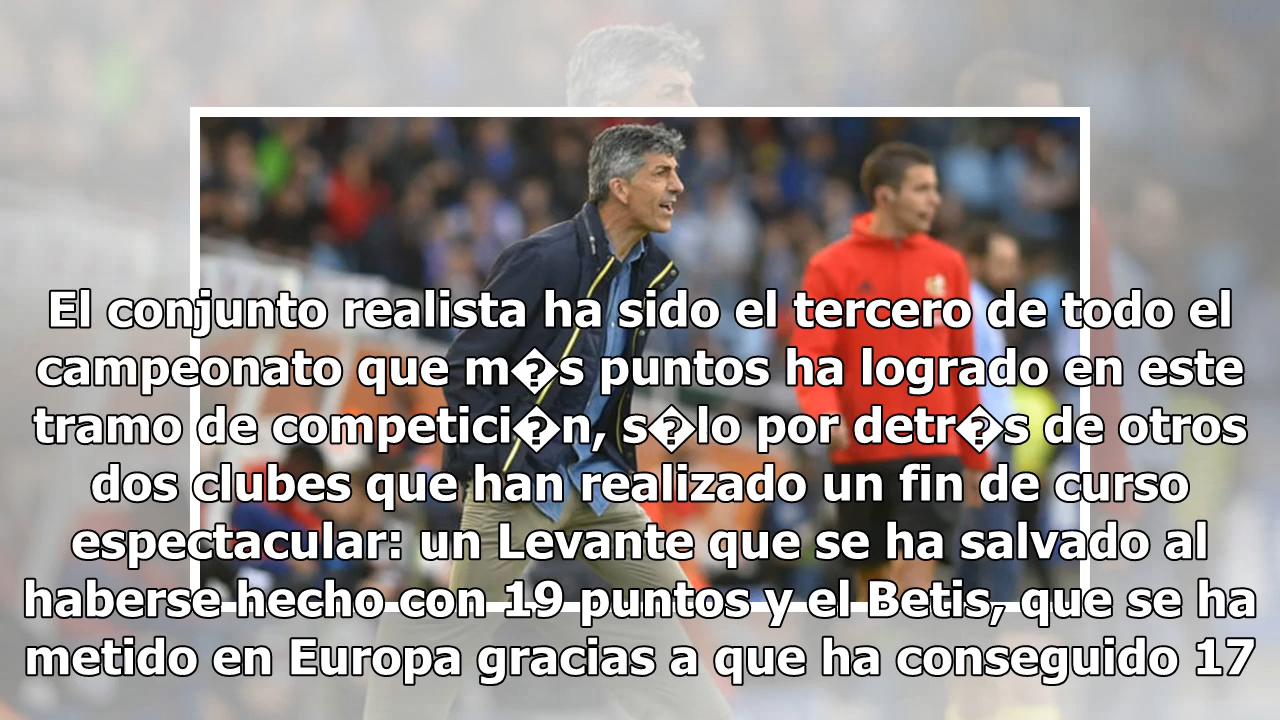 El conjunto realista ha sido el tercero de todo el
campeonato que m�s puntos ha logrado en este
tramo de competici�n, s�lo por detr�s de otros
dos clubes que han realizado un fin de curso
espectacular: un Levante que se ha salvado al
haberse hecho con 19 puntos y el Betis, que se ha
metido en Europa gracias a que ha conseguido 17